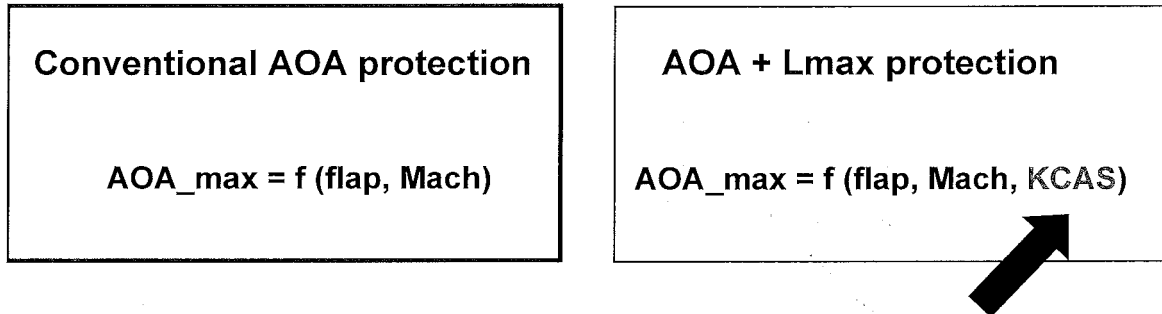 Conventional AOA protection
AOA_max = f (flap, Mach)
AOA + Lmax protection
AOA_max = f (flap, Mach, KCAS)